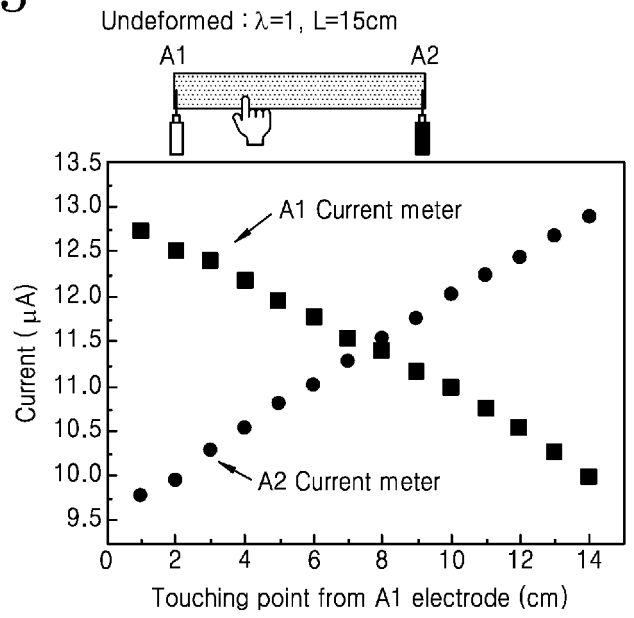 Undeformed : λ=1, L=15cm
A1 A2
13.5
13.0
12.5
12.0
11.5
11.0
10.5
10.0
9.5
Current ( μA)
A1 Current meter
A2 Current meter
0 2 4 6 8 10 12 14
Touching point from A1 electrode (cm)